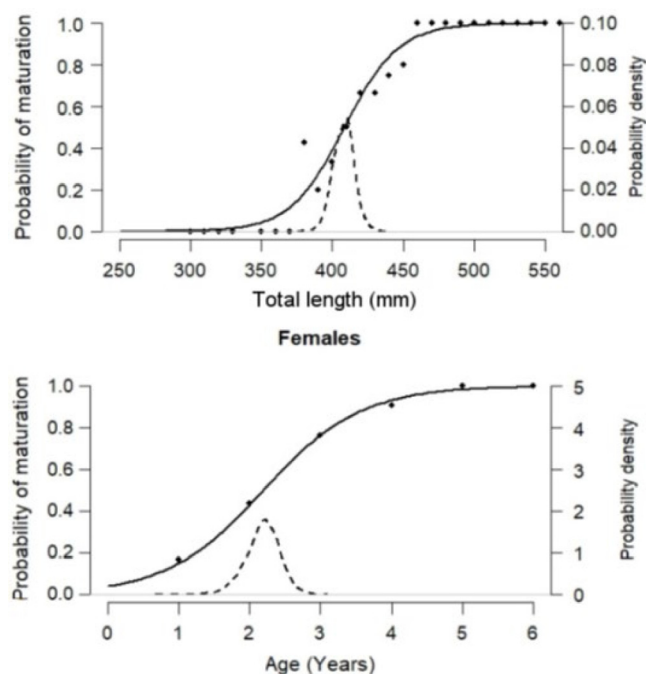 Probability of maturation
1.0
0.8
0.6
0.4
0.2
0.0
0.10
0.08
0.06
0.04
0.02
0.00
Probability density
250 300 350 400 450 500 550
Total length (mm)
Females
Probability of maturation
1.0
0.8
0.6
0.4
0.2
0.0
5
4
3
2
1
0
Probability density
0 1 2 3 4 5 6
Age (Years)